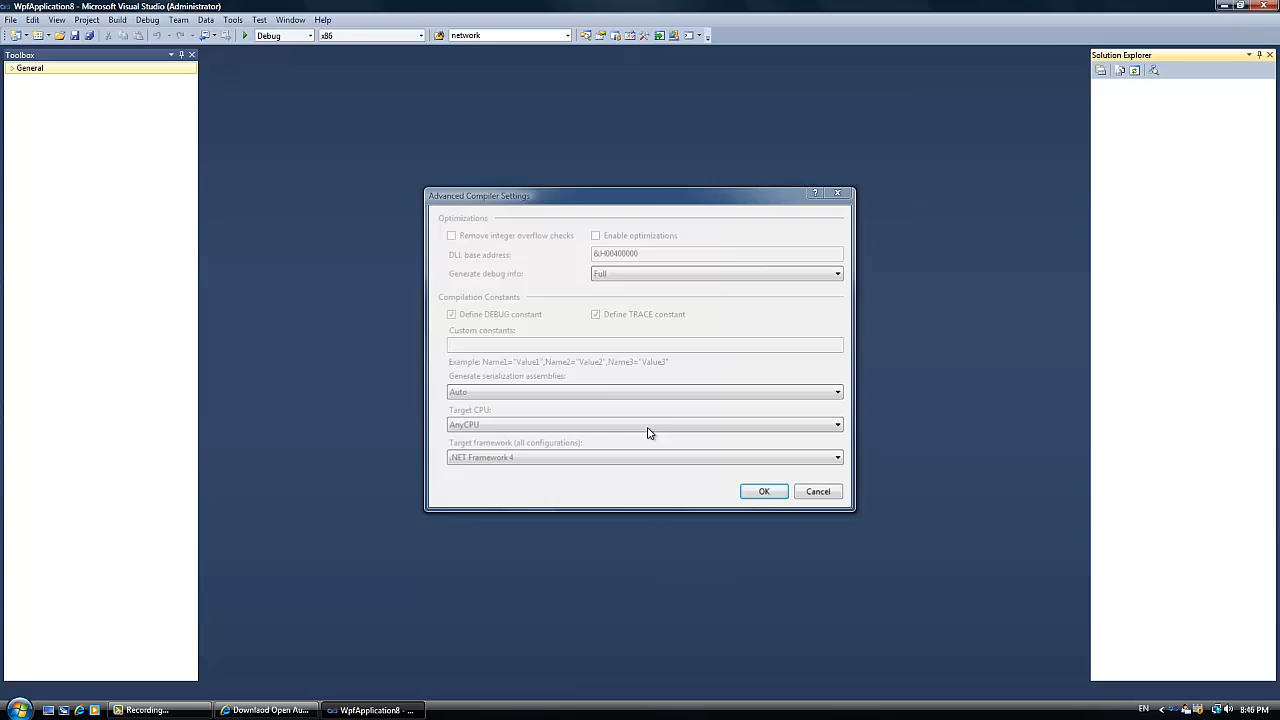 WpfApplication8 - Microsoft Visual Studio (Administrator)
File Edit View Project Build Debug Team Data Tools Test Window Help
Debug x86 network
Toolbox
General
Solution Explorer
Advanced Compiler Settings
Optimizations
Remove integer overflow checks Enable optimizations
DLL base address: &H00400000
Generate debug info: Full
Compilation Constants
Define DEBUG constant Define TRACE constant
Custom constants:
Example: Name1="Value1",Name2="Value2",Name3="Value3"
Generate serialization assemblies:
Auto
Target CPU:
AnyCPU
Target framework (all configurations):
.NET Framework 4
OK Cancel
Recording... Downlaod Open Au... WpfApplication8 - ... EN 8:46 PM